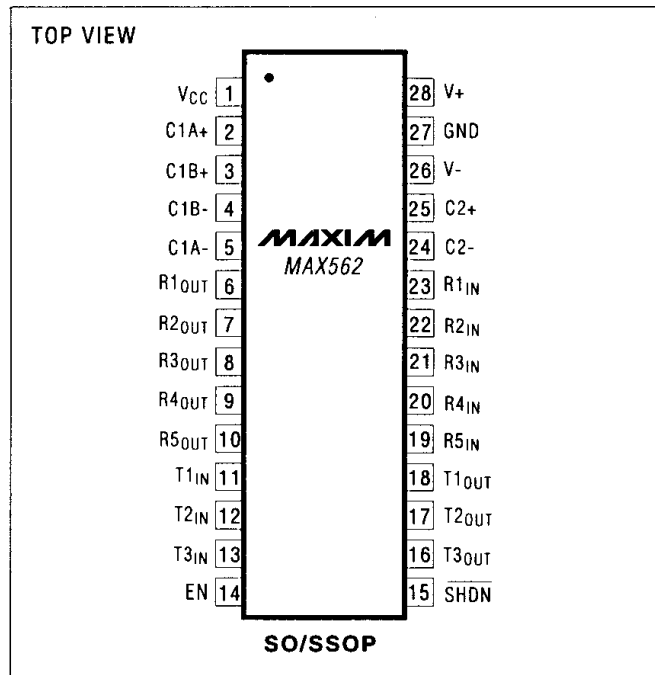 TOP VIEW
VCC 1
C1A+ 2
C1B+ 3
C1B- 4
C1A- 5
R1OUT 6
R2OUT 7
R3OUT 8
R4OUT 9
R5OUT 10
T1IN 11
T2IN 12
T3IN 13
EN 14
MAXIM
MAX562
28 V+
27 GND
26 V-
25 C2+
24 C2-
23 R1IN
22 R2IN
21 R3IN
20 R4IN
19 R5IN
18 T1OUT
17 T2OUT
16 T3OUT
15 S̅H̅D̅N̅
SO/SSOP